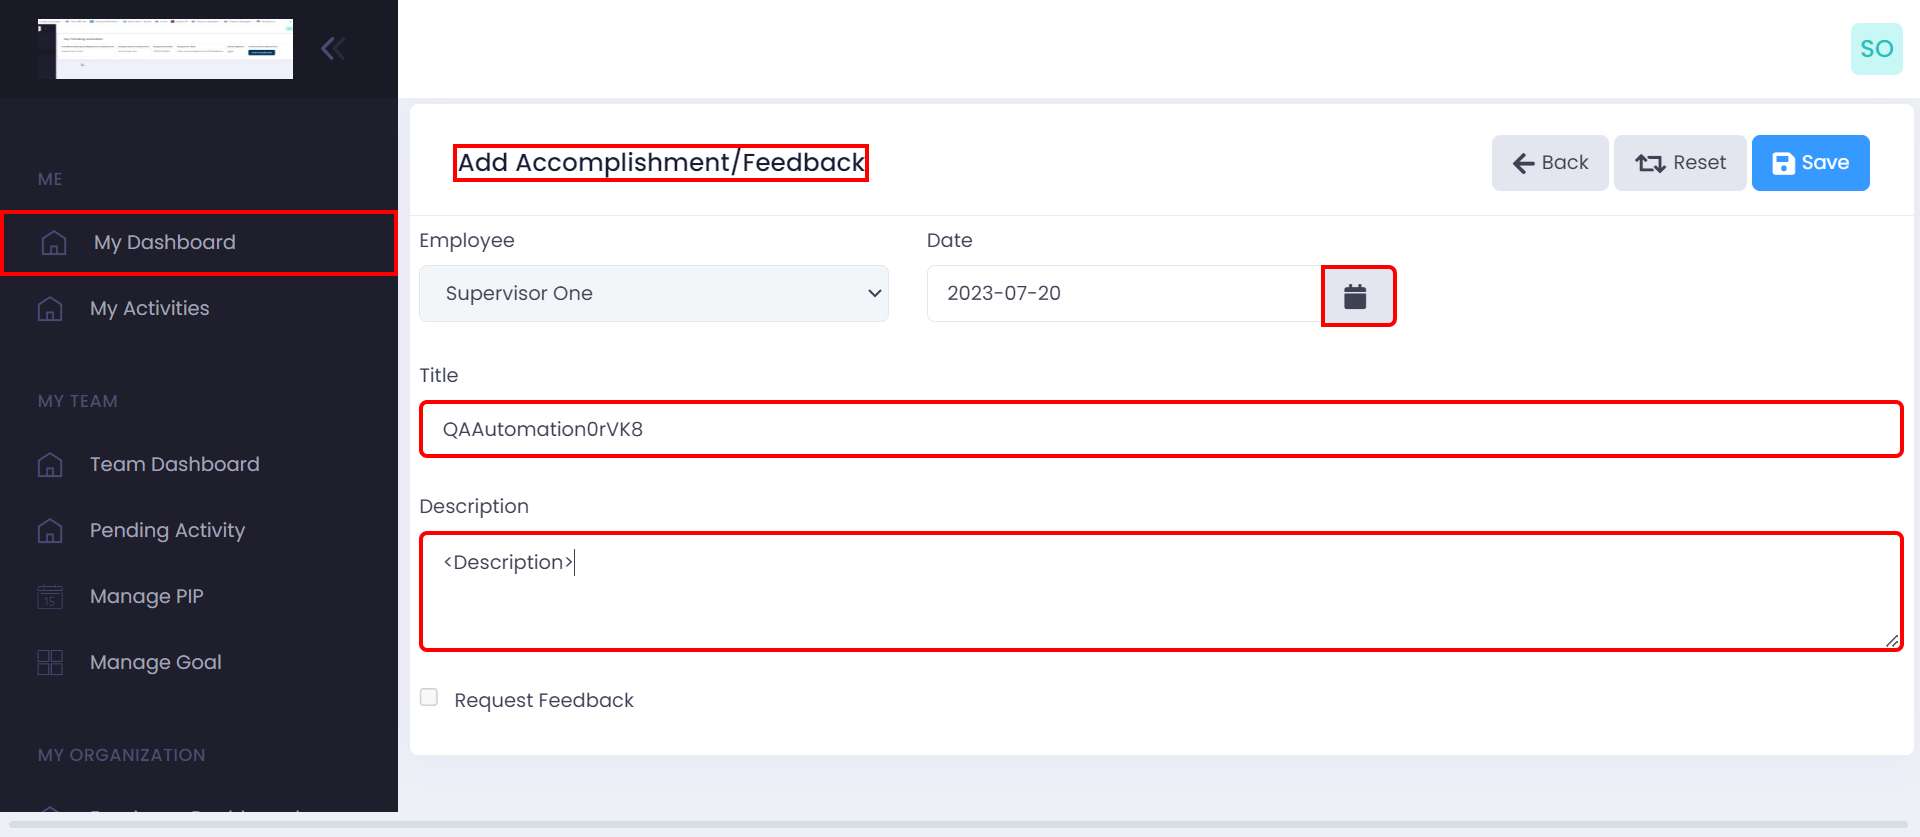 SO
ME
My Dashboard
My Activities
MY TEAM
Team Dashboard
Pending Activity
15
Manage PIP
Manage Goal
MY ORGANIZATION
Add Accomplishment/Feedback
Back
Reset
Save
Employee
Date
Supervisor One
2023-07-20
Title
QAAutomation0rVK8
Description
<Description>
Request Feedback